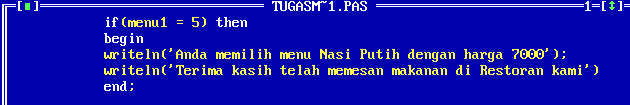 [■] TUGASM~1.PAS 1=[↕]
if(menu1 = 5) then
begin
writeln('Anda memilih menu Nasi Putih dengan harga 7000');
writeln('Terima kasih telah memesan makanan di Restoran kami')
end;